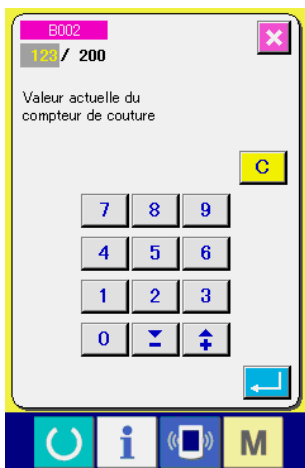 B002
123/ 200
Valeur actuelle du
compteur de couture
C
7 8 9
4 5 6
1 2 3
0
i M